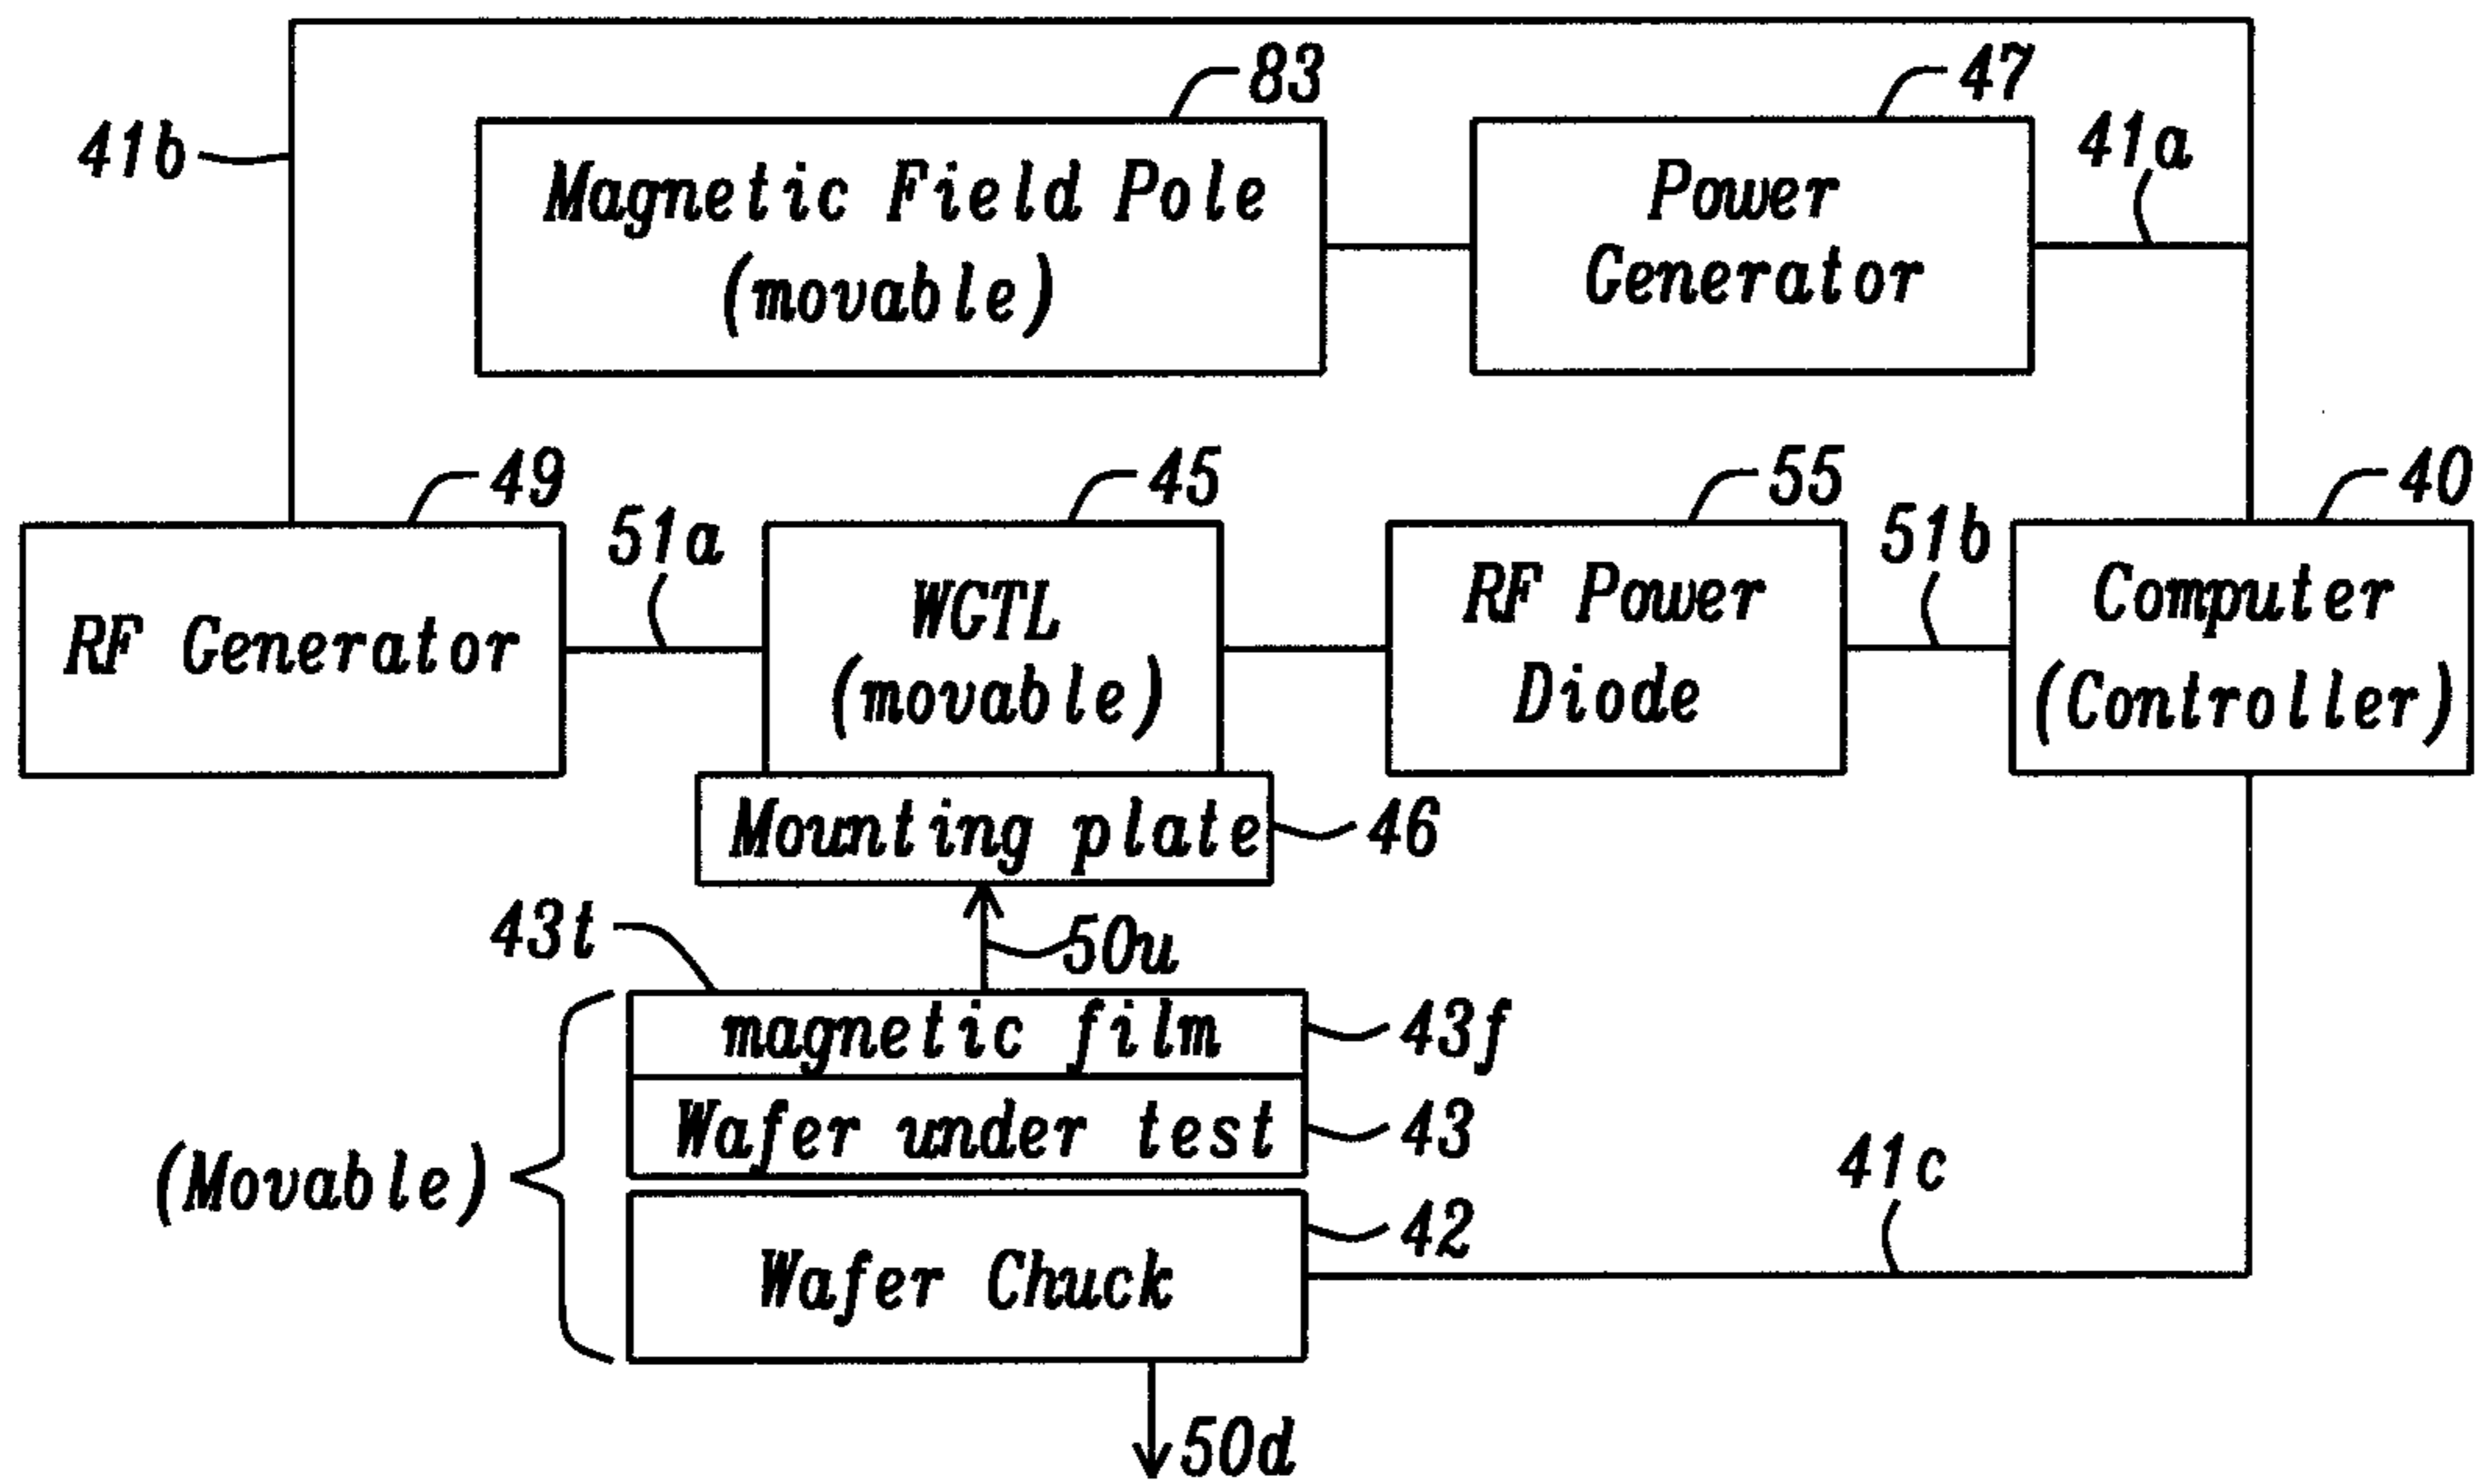 83
47
41b
41a
Magnetic Field Pole
(movable)
Power
Generator
49
45
55
40
51a
51b
RF Generator
WGTL
(movable)
RF Power
Diode
Computer
(Controller)
Mounting plate
46
43t
50u
magnetic film
43f
Wafer under test
43
(Movable)
41c
42
Wafer Chuck
50d